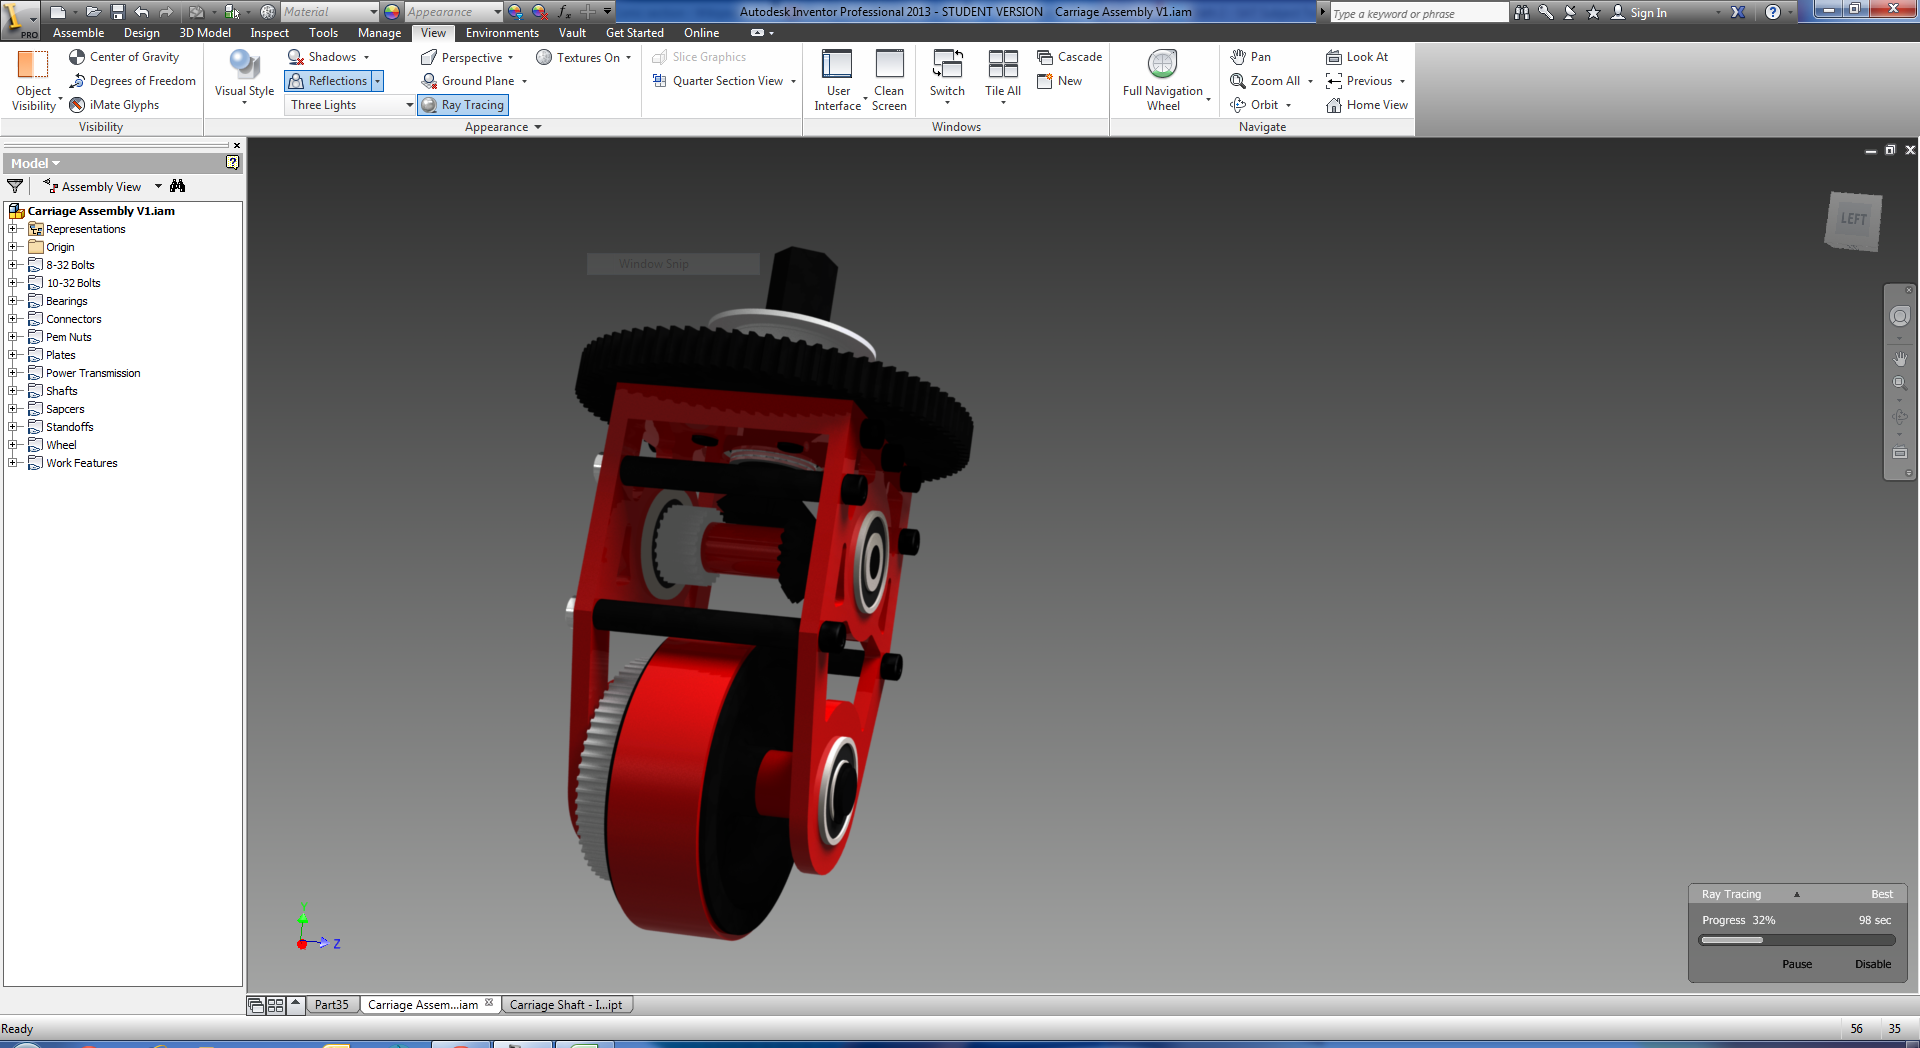 Material
Appearance
Autodesk Inventor Professional 2013 - STUDENT VERSION Carriage Assembly V1.iam
Type a keyword or phrase
Sign In
PRO
Assemble Design 3D Model Inspect Tools Manage View Environments Vault Get Started Online
Object Visibility
Center of Gravity
Degrees of Freedom
iMate Glyphs
Visibility
Visual Style
Shadows
Reflections
Three Lights
Perspective
Ground Plane
Ray Tracing
Textures On
Appearance
Slice Graphics
Quarter Section View
User Interface
Clean Screen
Switch
Tile All
Cascade
New
Windows
Full Navigation Wheel
Pan
Zoom All
Orbit
Look At
Previous
Home View
Navigate
Model
Assembly View
Carriage Assembly V1.iam
Representations
Origin
8-32 Bolts
10-32 Bolts
Bearings
Connectors
Pem Nuts
Plates
Power Transmission
Shafts
Sapcers
Standoffs
Wheel
Work Features
Window Snip
LEFT
Y
Z
Ray Tracing Best
Progress 32% 98 sec
Pause Disable
Part35 Carriage Assem...iam Carriage Shaft - I...ipt
Ready 56 35